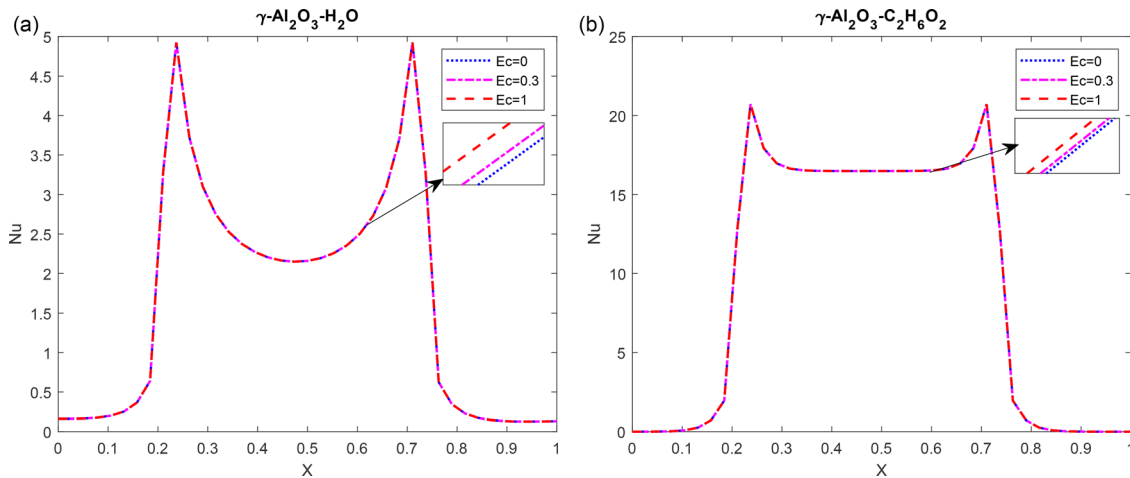 (a)
γ-Al₂O₃-H₂O
5
4.5
4
3.5
3
2.5
2
1.5
1
0.5
0
Nu
0 0.1 0.2 0.3 0.4 0.5 0.6 0.7 0.8 0.9 1
X
Ec=0
Ec=0.3
Ec=1
(b)
γ-Al₂O₃-C₂H₆O₂
25
20
15
10
5
0
Nu
0 0.1 0.2 0.3 0.4 0.5 0.6 0.7 0.8 0.9 1
X
Ec=0
Ec=0.3
Ec=1